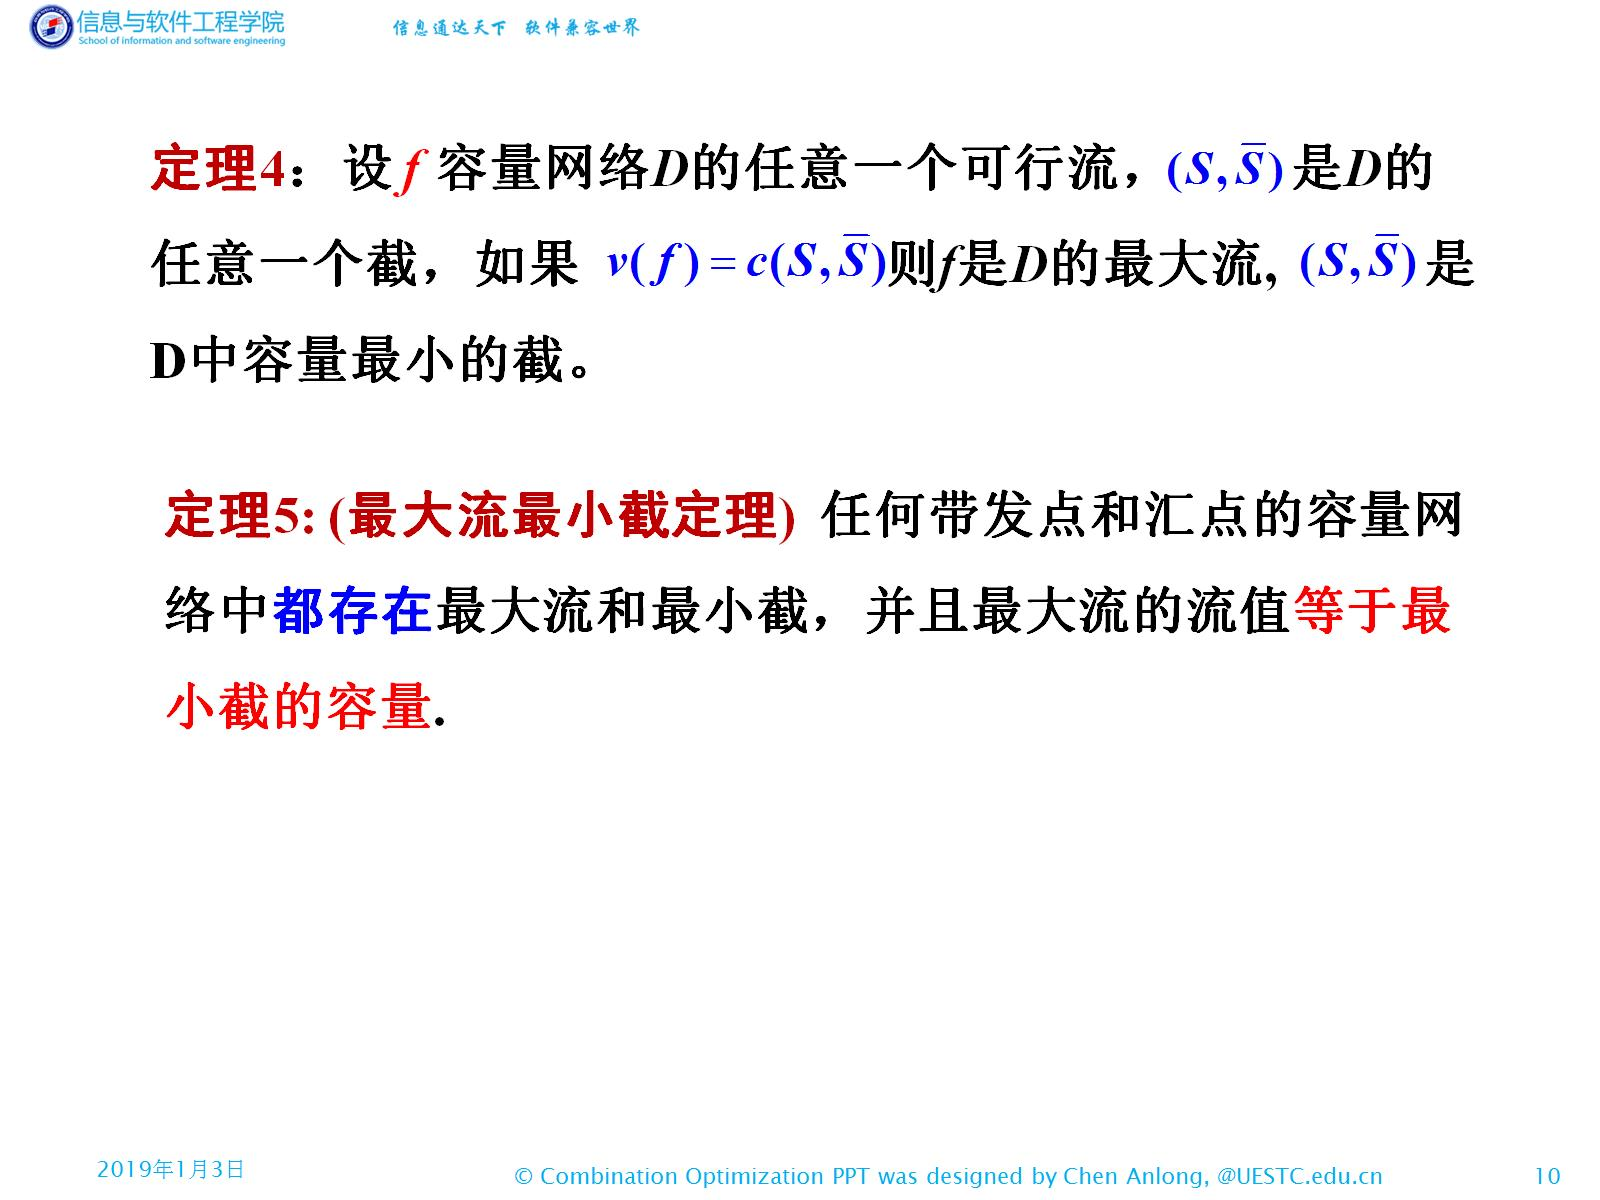 信息与软件工程学院
School of information and software engineering
信息通达天下 软件兼容世界
定理4：设f 容量网络D的任意一个可行流，(S, S̅) 是D的
任意一个截，如果 v( f ) = c(S, S̅)则f是D的最大流, (S, S̅) 是
D中容量最小的截。
定理5: (最大流最小截定理) 任何带发点和汇点的容量网
络中都存在最大流和最小截，并且最大流的流值等于最
小截的容量.
2019年1月3日
© Combination Optimization PPT was designed by Chen Anlong, @UESTC.edu.cn
10